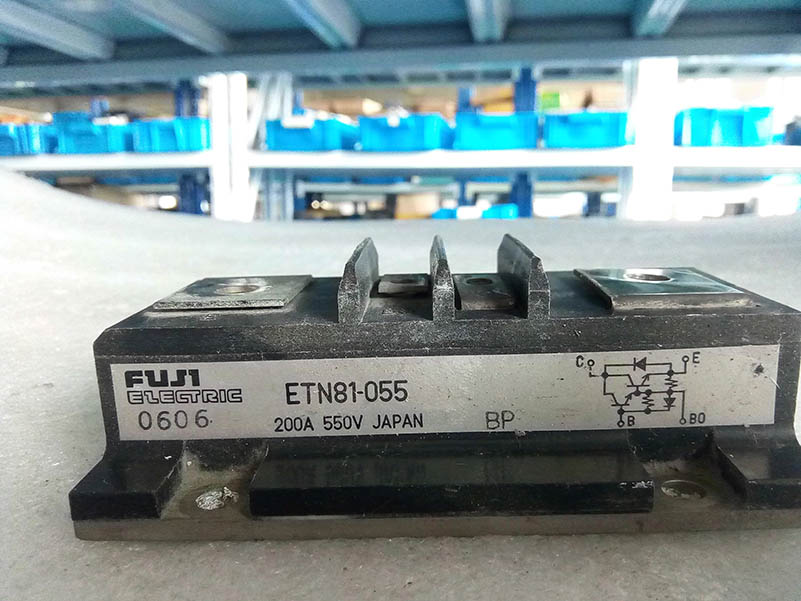 FUJI
ELECTRIC
0606
ETN81-055
200A 550V JAPAN
BP
C
E
B
BO